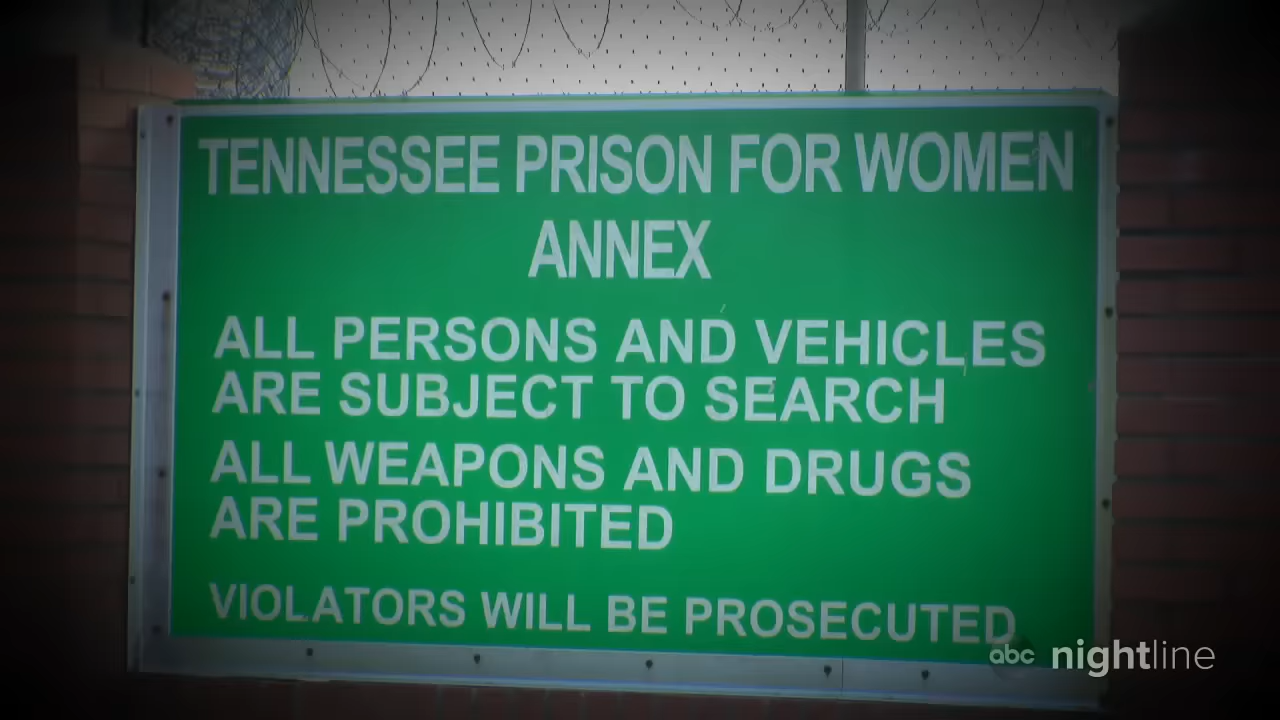 TENNESSEE PRISON FOR WOMEN
ANNEX
ALL PERSONS AND VEHICLES
ARE SUBJECT TO SEARCH
ALL WEAPONS AND DRUGS
ARE PROHIBITED
VIOLATORS WILL BE PROSECUTED
abc nightline